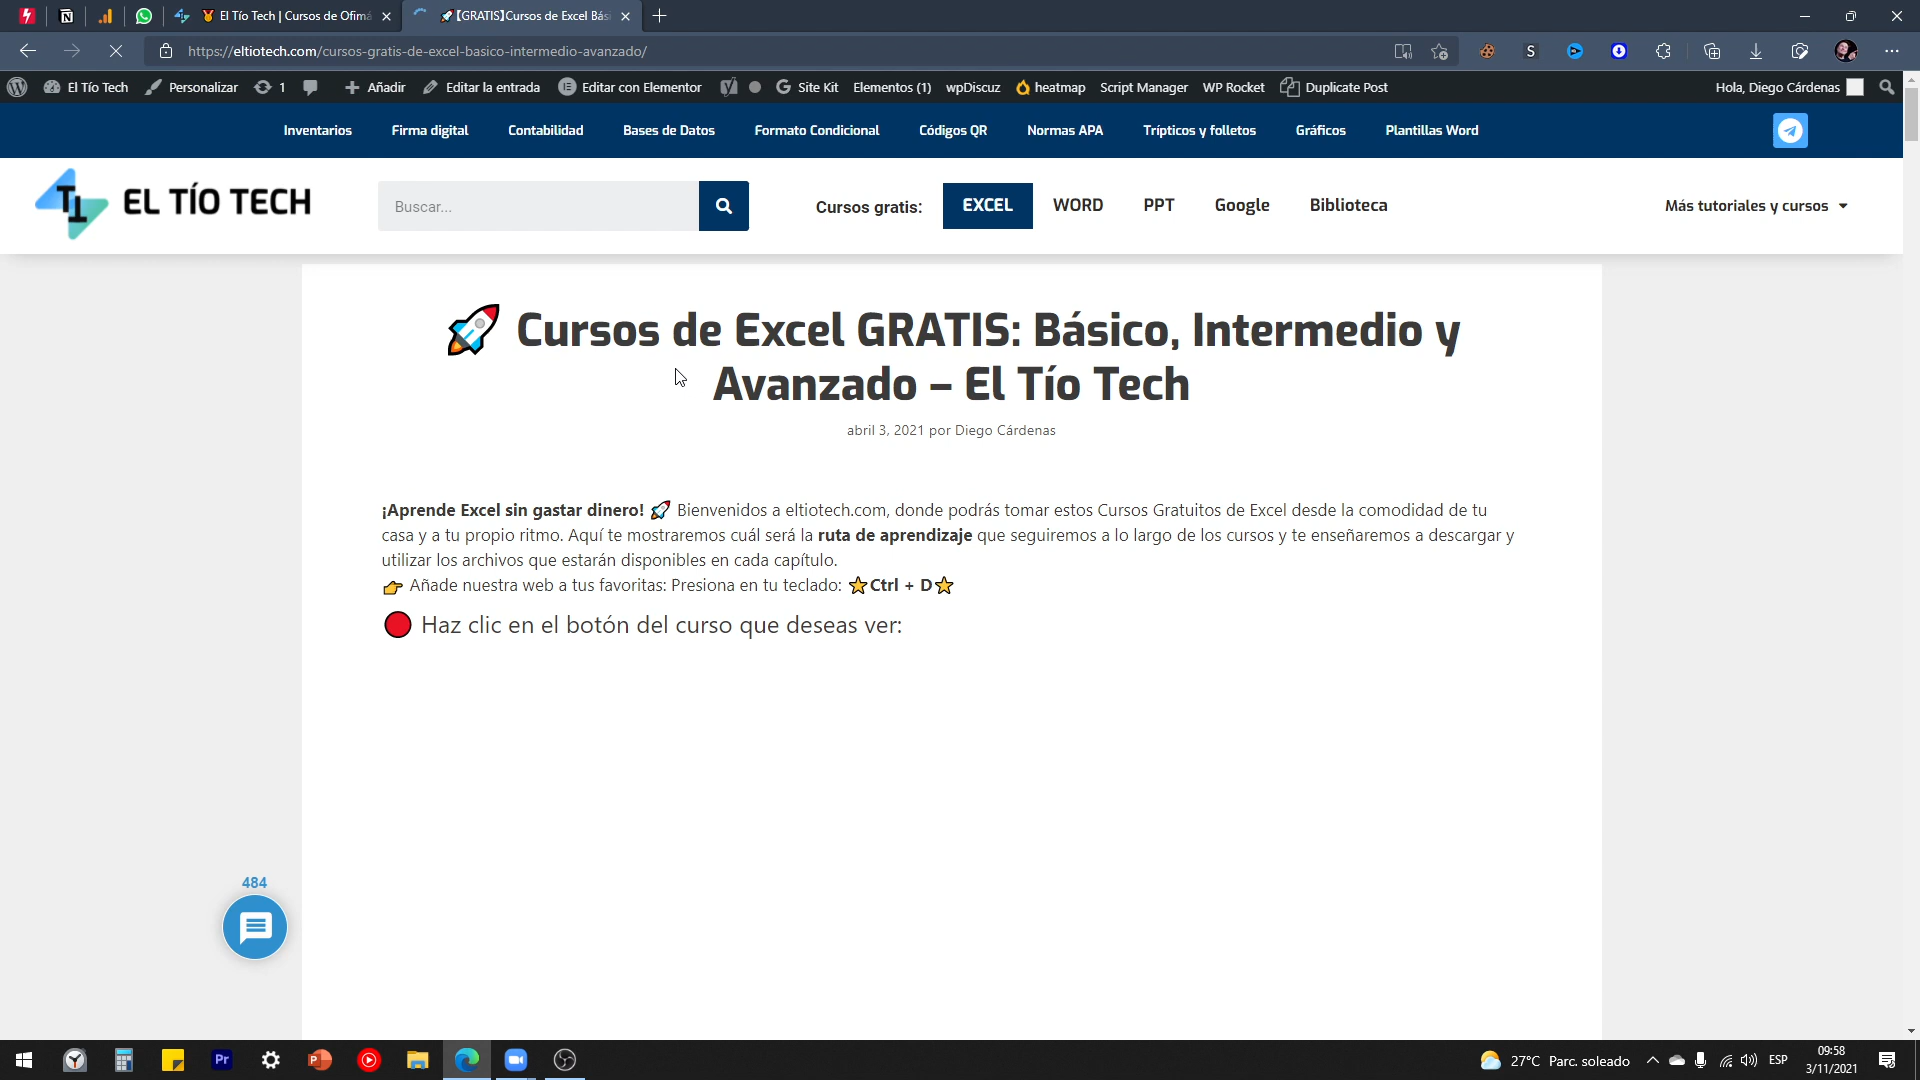 El Tío Tech | Cursos de Ofimá
【GRATIS】Cursos de Excel Bás
https://eltiotech.com/cursos-gratis-de-excel-basico-intermedio-avanzado/
El Tío Tech Personalizar 1 Añadir Editar la entrada Editar con Elementor Site Kit Elementos (1) wpDiscuz heatmap Script Manager WP Rocket Duplicate Post Hola, Diego Cárdenas
Inventarios Firma digital Contabilidad Bases de Datos Formato Condicional Códigos QR Normas APA Trípticos y folletos Gráficos Plantillas Word
EL TÍO TECH Buscar... Cursos gratis: EXCEL WORD PPT Google Biblioteca Más tutoriales y cursos
Cursos de Excel GRATIS: Básico, Intermedio y
Avanzado – El Tío Tech
abril 3, 2021 por Diego Cárdenas
¡Aprende Excel sin gastar dinero! 🚀 Bienvenidos a eltiotech.com, donde podrás tomar estos Cursos Gratuitos de Excel desde la comodidad de tu
casa y a tu propio ritmo. Aquí te mostraremos cuál será la ruta de aprendizaje que seguiremos a lo largo de los cursos y te enseñaremos a descargar y
utilizar los archivos que estarán disponibles en cada capítulo.
👉 Añade nuestra web a tus favoritas: Presiona en tu teclado: ⭐Ctrl + D⭐
🔴 Haz clic en el botón del curso que deseas ver:
484
27°C Parc. soleado ESP 09:58
3/11/2021